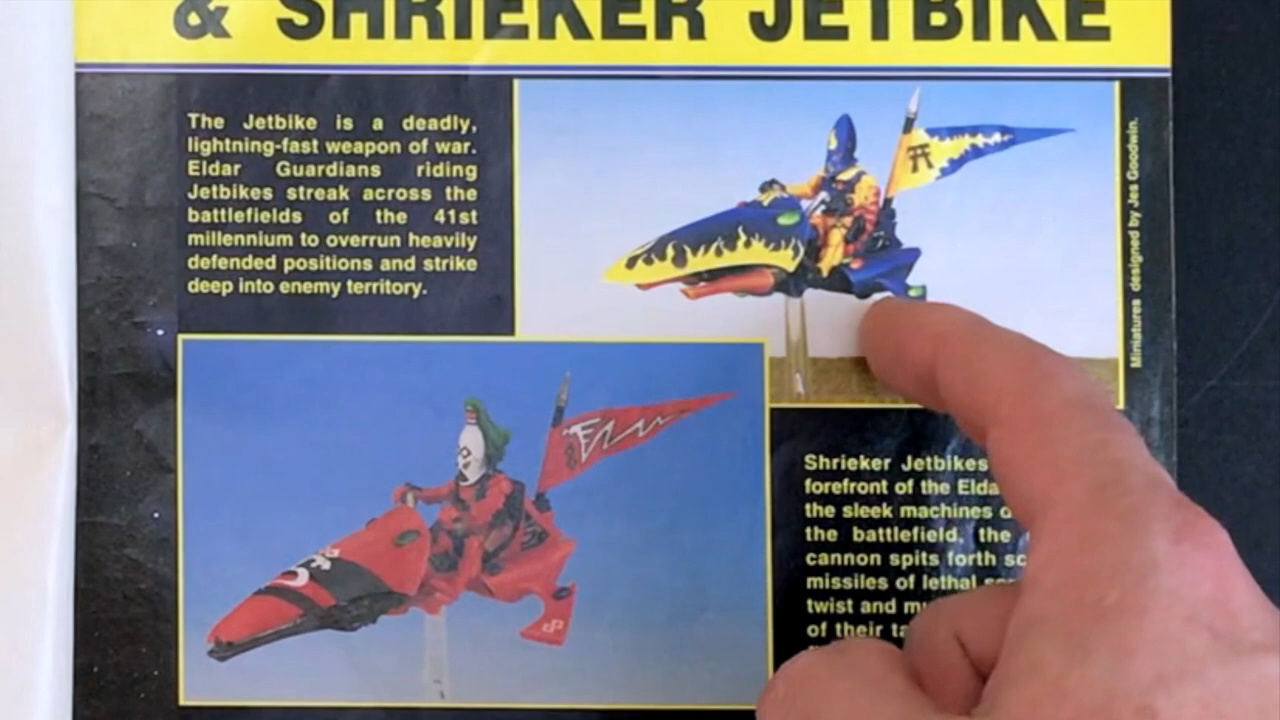 & SHRIEKER JETBIKE
The Jetbike is a deadly,
lightning-fast weapon of war.
Eldar Guardians riding
Jetbikes streak across the
battlefields of the 41st
millennium to overrun heavily
defended positions and strike
deep into enemy territory.
Miniatures designed by Jes Goodwin.
Shrieker Jetbikes
forefront of the
the sleek machines
the battlefield, the
cannon spits forth
missiles of lethal
twist and
of their